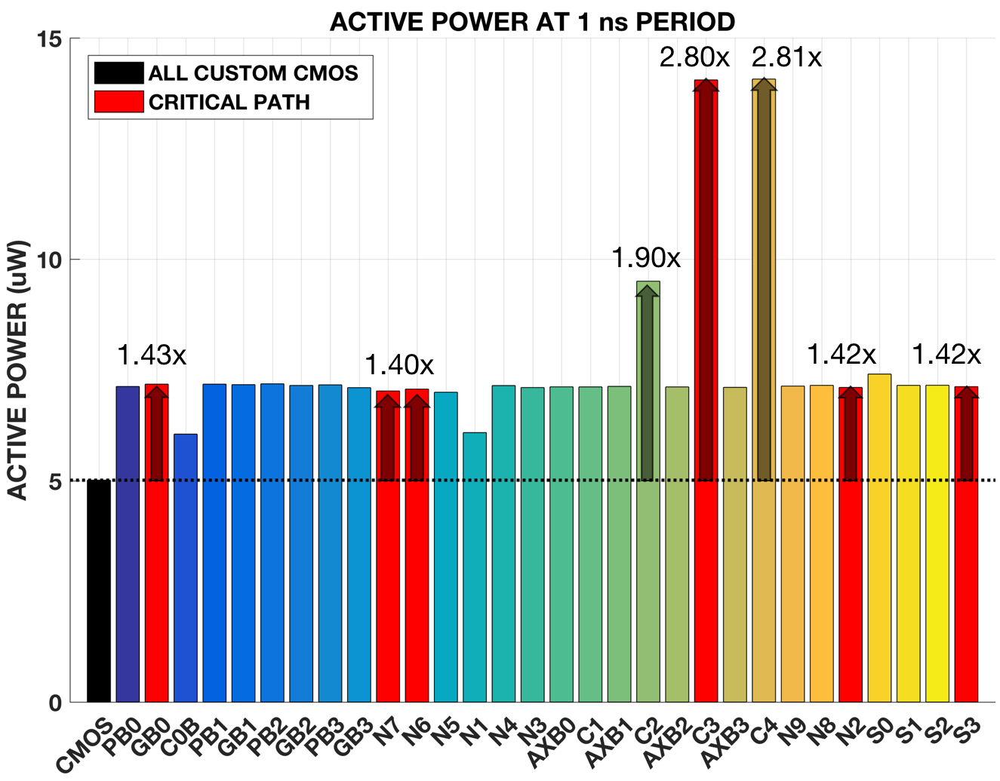 ACTIVE POWER AT 1 ns PERIOD
ALL CUSTOM CMOS
CRITICAL PATH
ACTIVE POWER (uW)
15
10
5
0
1.43x
1.40x
1.90x
2.80x
2.81x
1.42x
1.42x
CMOS
PB0
GB0
C0B
PB1
GB1
PB2
GB2
PB3
GB3
N7
N6
N5
N1
N4
N3
AXB0
C1
AXB1
C2
AXB2
C3
AXB3
C4
N9
N8
N2
S0
S1
S2
S3